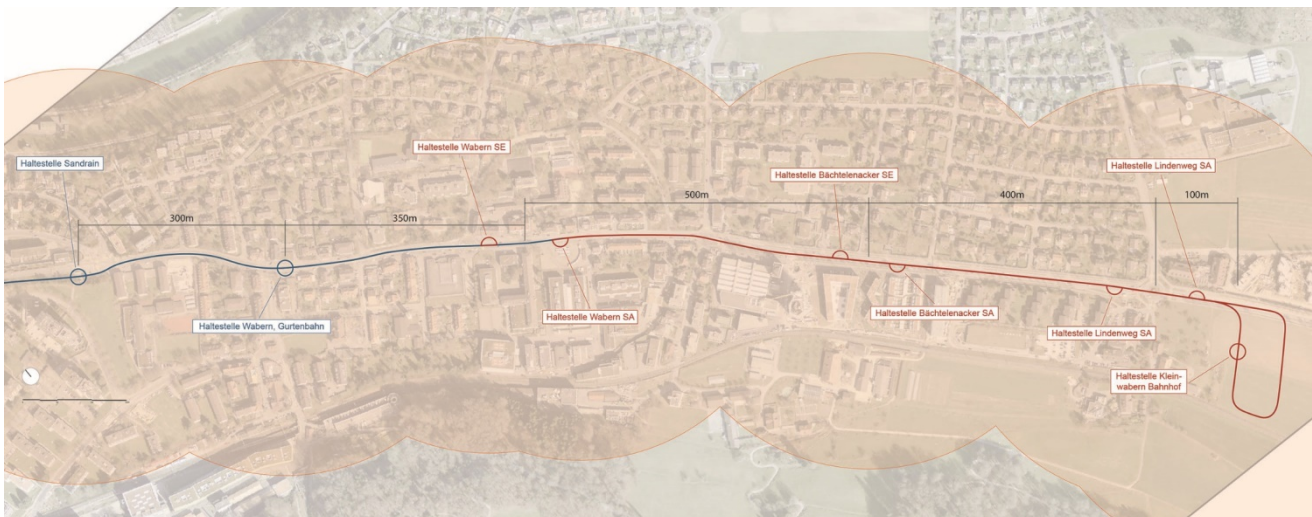 Haltestelle Sandrain
300m
Haltestelle Wabern, Gurtenbahn
350m
Haltestelle Wabern SE
Haltestelle Wabern SA
500m
Haltestelle Bächtelenacker SE
Haltestelle Bächtelenacker SA
400m
Haltestelle Lindenweg SA
100m
Haltestelle Lindenweg SA
Haltestelle Klein-
wabern Bahnhof